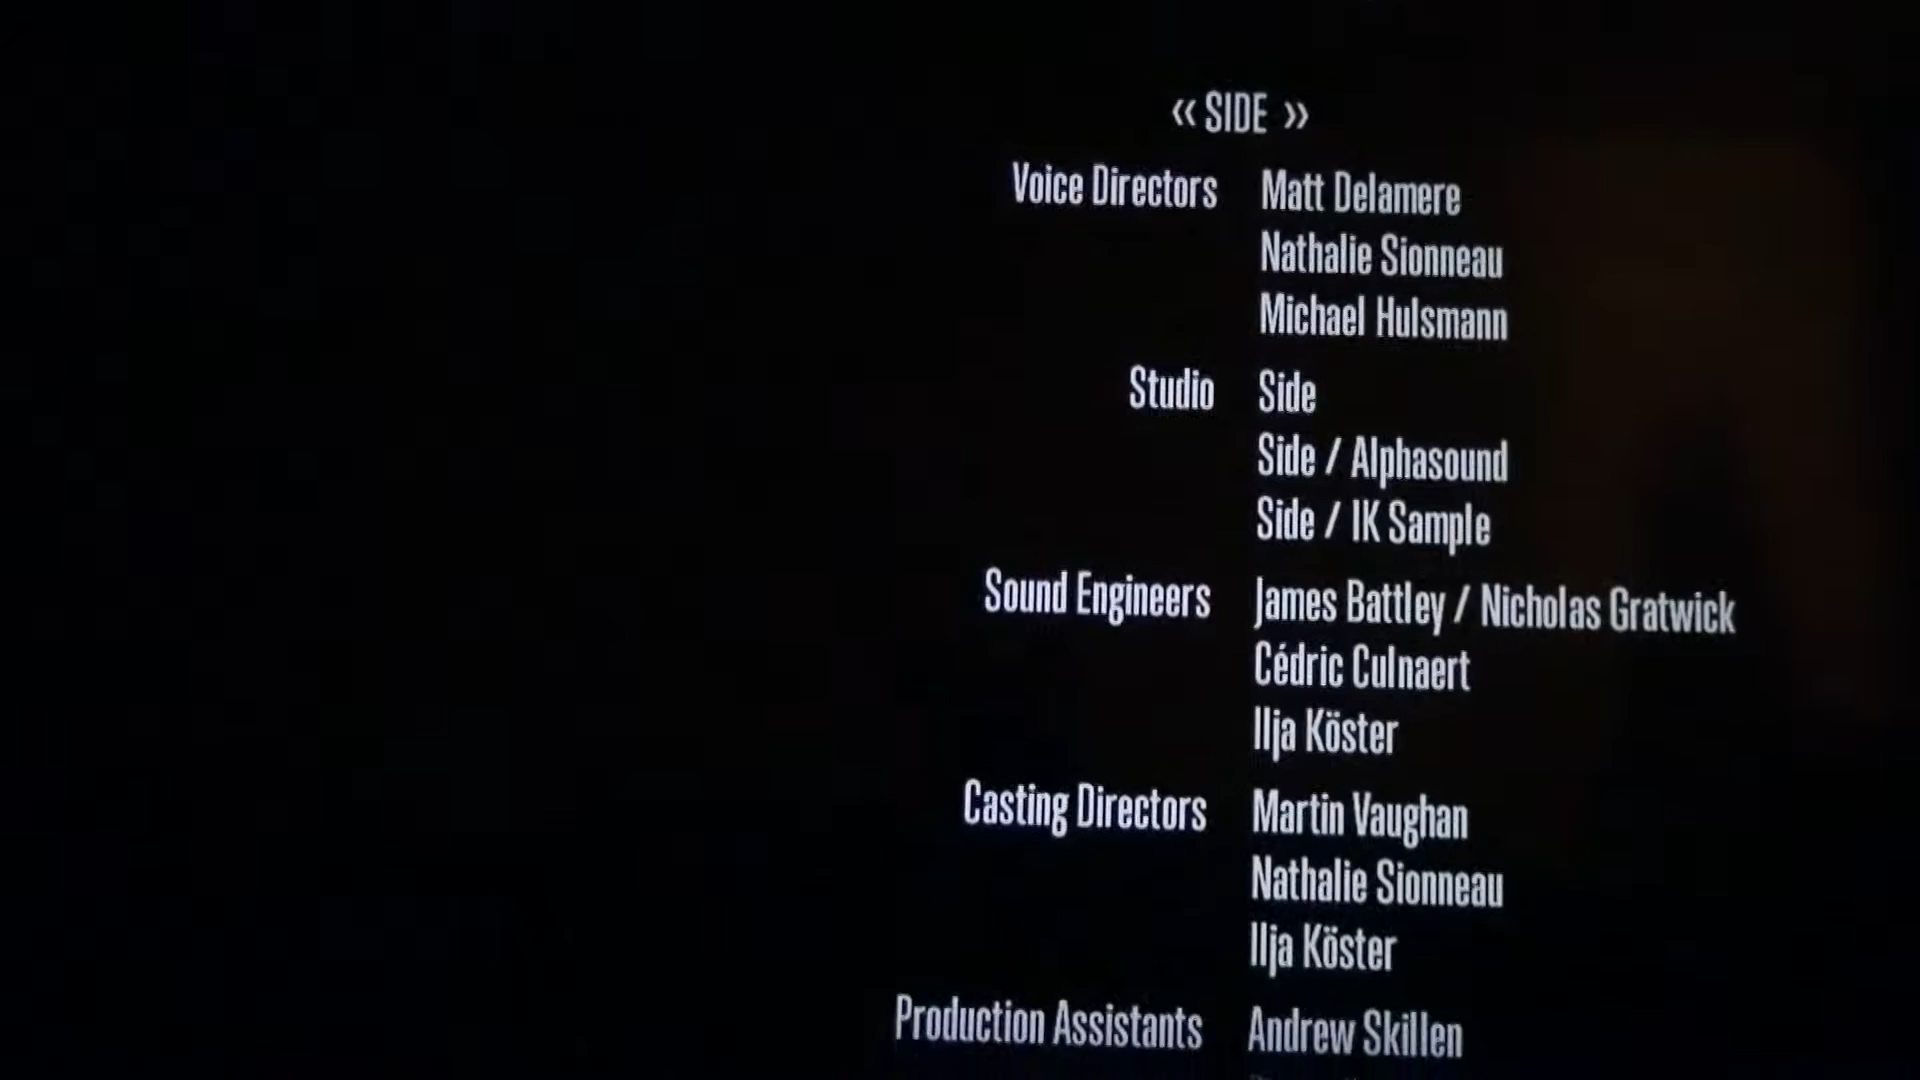 « SIDE »
Voice Directors Matt Delamere
Nathalie Sionneau
Michael Hulsmann
Studio Side
Side / Alphasound
Side / IK Sample
Sound Engineers James Battley / Nicholas Gratwick
Cédric Culnaert
Ilja Köster
Casting Directors Martin Vaughan
Nathalie Sionneau
Ilja Köster
Production Assistants Andrew Skillen